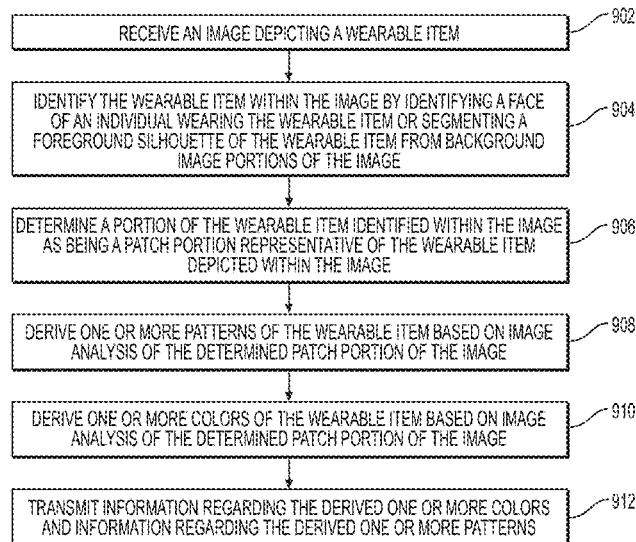 RECEIVE AN IMAGE DEPICTING A WEARABLE ITEM
902
IDENTIFY THE WEARABLE ITEM WITHIN THE IMAGE BY IDENTIFYING A FACE
OF AN INDIVIDUAL WEARING THE WEARABLE ITEM OR SEGMENTING A
FOREGROUND SILHOUETTE OF THE WEARABLE ITEM FROM BACKGROUND
IMAGE PORTIONS OF THE IMAGE
904
DETERMINE A PORTION OF THE WEARABLE ITEM IDENTIFIED WITHIN THE IMAGE
AS BEING A PATCH PORTION REPRESENTATIVE OF THE WEARABLE ITEM
DEPICTED WITHIN THE IMAGE
906
DERIVE ONE OR MORE PATTERNS OF THE WEARABLE ITEM BASED ON IMAGE
ANALYSIS OF THE DETERMINED PATCH PORTION OF THE IMAGE
908
DERIVE ONE OR MORE COLORS OF THE WEARABLE ITEM BASED ON IMAGE
ANALYSIS OF THE DETERMINED PATCH PORTION OF THE IMAGE
910
TRANSMIT INFORMATION REGARDING THE DERIVED ONE OR MORE COLORS
AND INFORMATION REGARDING THE DERIVED ONE OR MORE PATTERNS
912